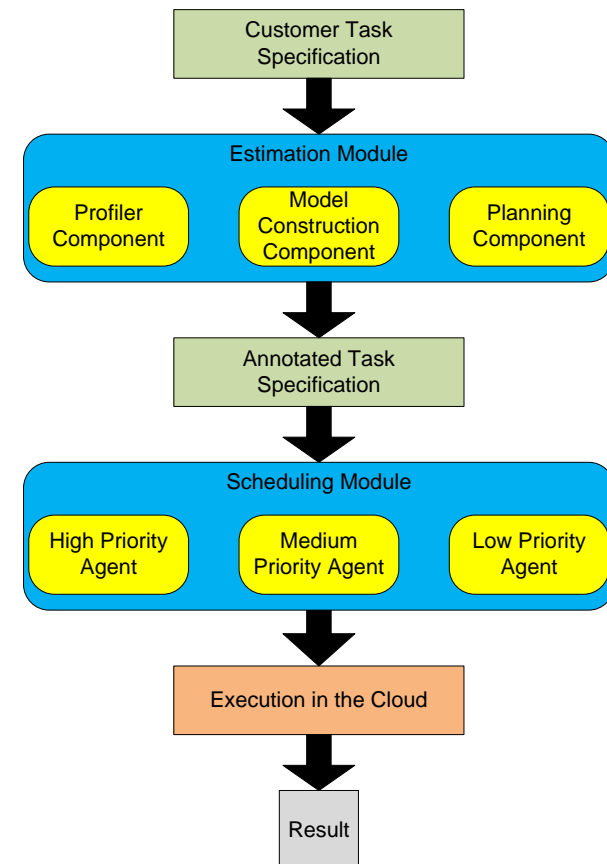 Customer Task
Specification
Estimation Module
Profiler
Component
Model
Construction
Component
Planning
Component
Annotated Task
Specification
Scheduling Module
High Priority
Agent
Medium
Priority Agent
Low Priority
Agent
Execution in the Cloud
Result